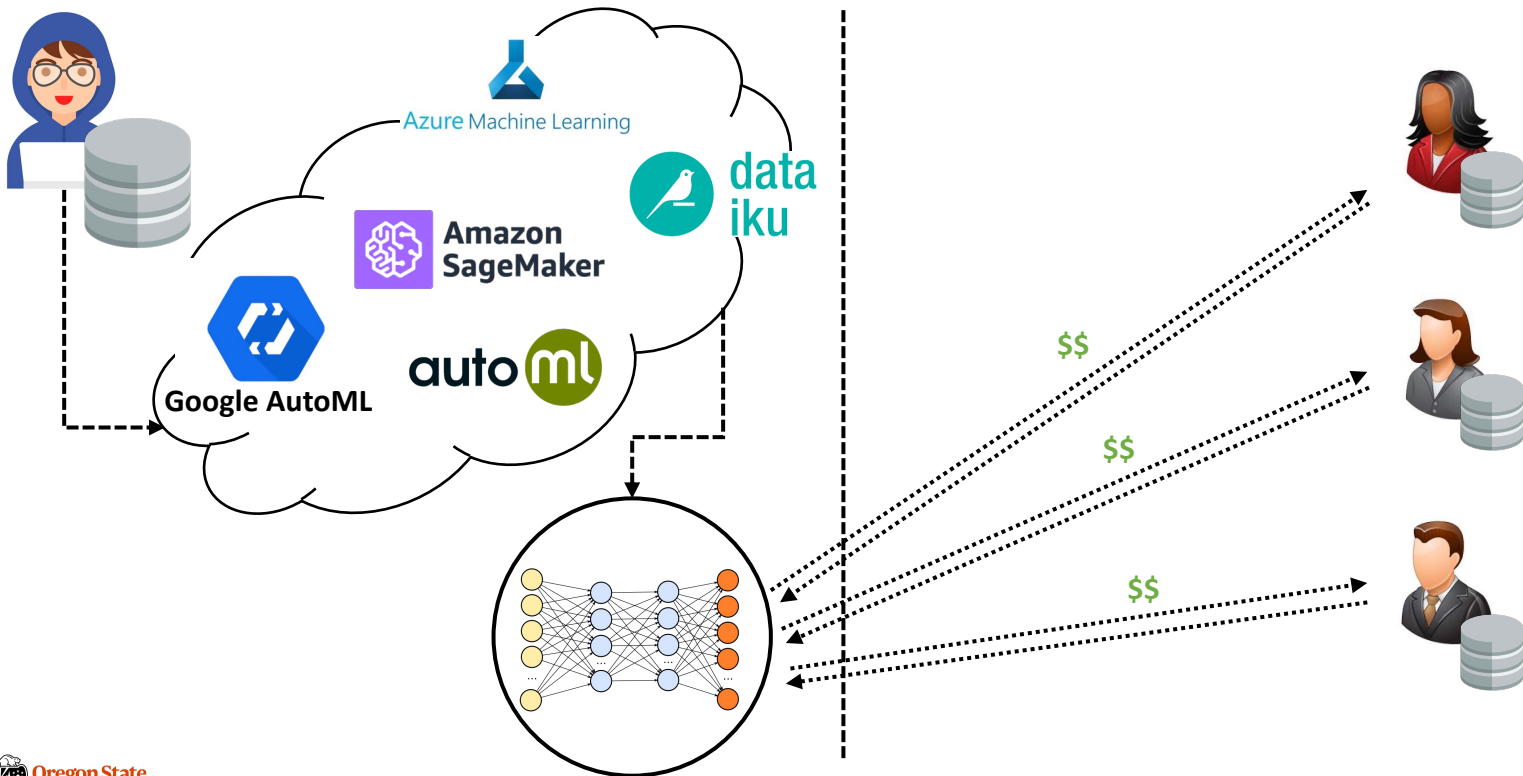 Azure Machine Learning
data
iku
Amazon
SageMaker
Google AutoML
auto ml
$$
$$
$$
...
...
...
...
Oregon State